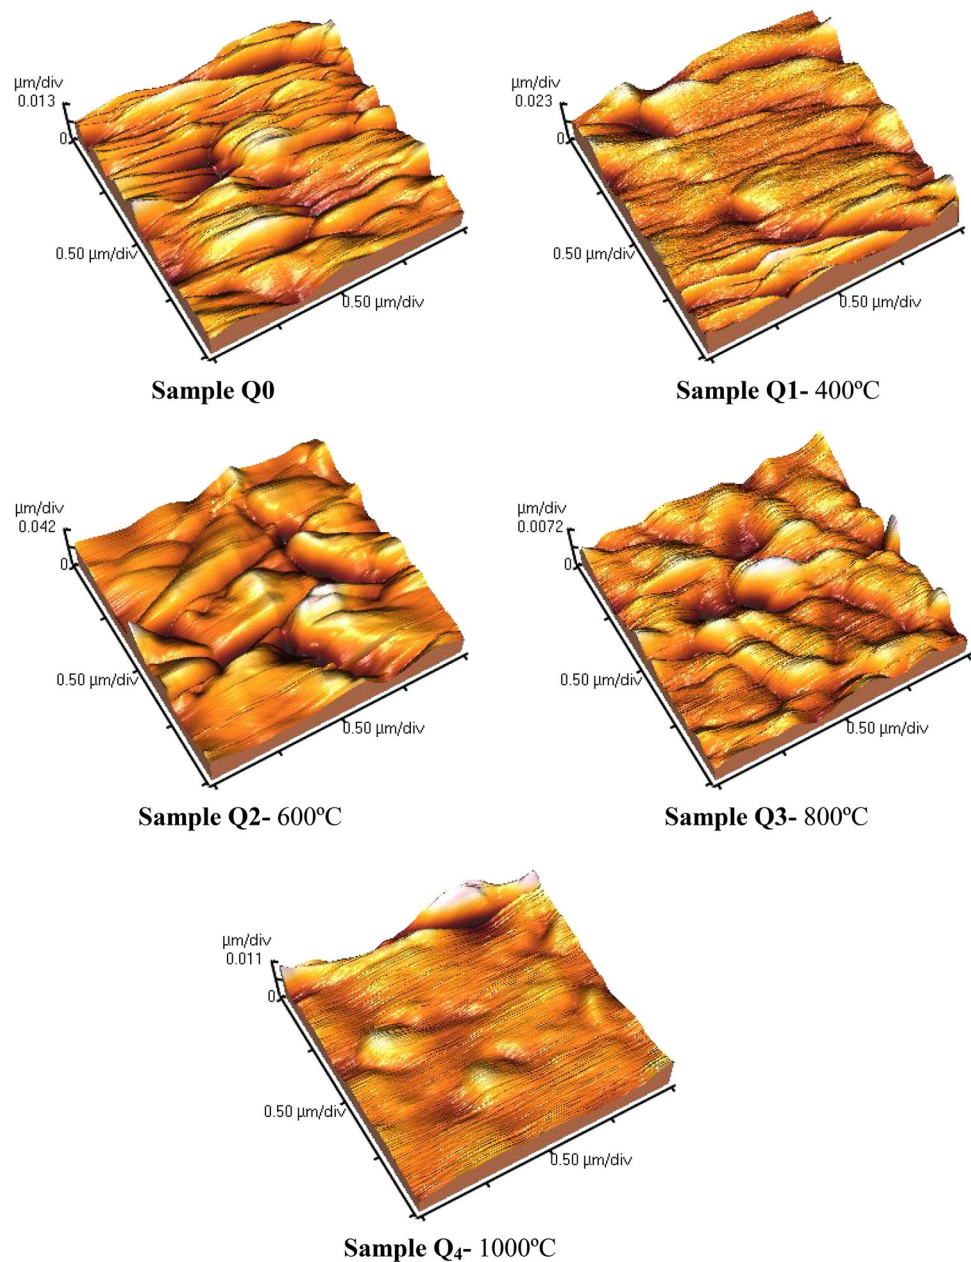 µm/div
0.013
0
0.50 µm/div
0.50 µm/div
Sample Q0
µm/div
0.023
0
0.50 µm/div
0.50 µm/div
Sample Q1- 400ºC
µm/div
0.042
0
0.50 µm/div
0.50 µm/div
Sample Q2- 600ºC
µm/div
0.0072
0
0.50 µm/div
0.50 µm/div
Sample Q3- 800ºC
µm/div
0.011
0
0.50 µm/div
0.50 µm/div
Sample Q₄- 1000ºC